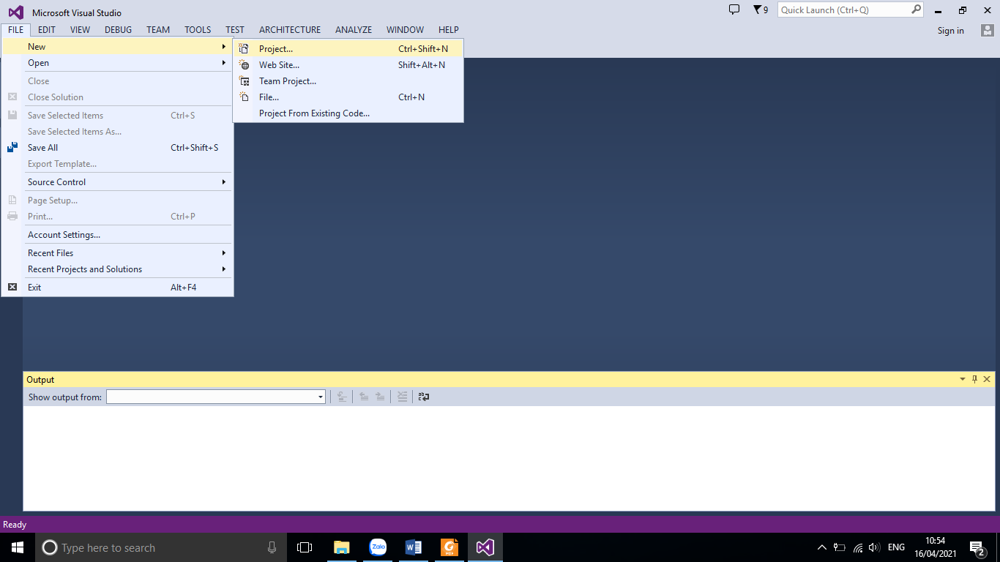 Microsoft Visual Studio
9
Quick Launch (Ctrl+Q)
FILE EDIT VIEW DEBUG TEAM TOOLS TEST ARCHITECTURE ANALYZE WINDOW HELP
Sign in
New
Open
Close
Close Solution
Save Selected Items Ctrl+S
Save Selected Items As...
Save All Ctrl+Shift+S
Export Template...
Source Control
Page Setup...
Print... Ctrl+P
Account Settings...
Recent Files
Recent Projects and Solutions
Exit Alt+F4
Project... Ctrl+Shift+N
Web Site... Shift+Alt+N
Team Project...
File... Ctrl+N
Project From Existing Code...
Output
Show output from:
Ready
Type here to search
Zalo
PDF
ENG
10:54
16/04/2021
2